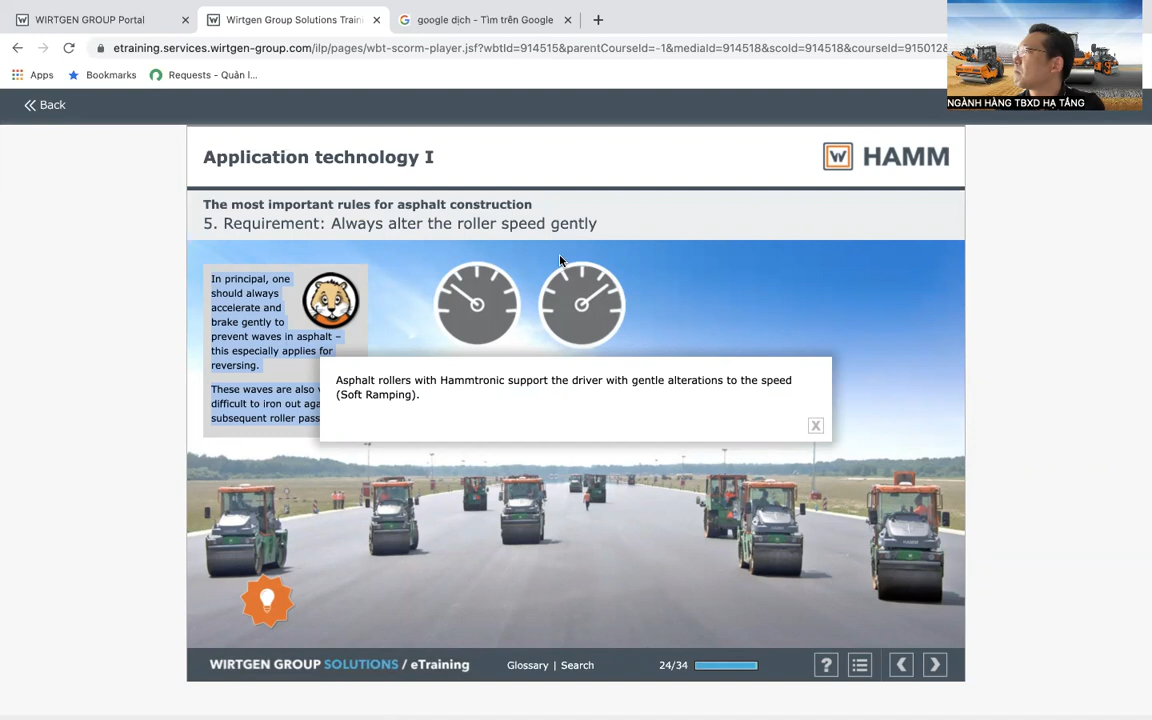 WIRTGEN GROUP Portal
Wirtgen Group Solutions Traini
google dịch - Tìm trên Google
etraining.services.wirtgen-group.com/ilp/pages/wbt-scorm-player.jsf?wbtId=914515&parentCourseId=-1&mediaId=914518&scoId=914518&courseId=915012&
Apps
Bookmarks
Requests - Quản l...
NGÀNH HÀNG TBXD HẠ TẦNG
Back
Application technology I
W HAMM
The most important rules for asphalt construction
5. Requirement: Always alter the roller speed gently
In principal, one
should always
accelerate and
brake gently to
prevent waves in asphalt –
this especially applies for
reversing.
These waves are also
difficult to iron out
subsequent roller
Asphalt rollers with Hammtronic support the driver with gentle alterations to the speed
(Soft Ramping).
X
WIRTGEN GROUP SOLUTIONS / eTraining
Glossary | Search
24/34
?